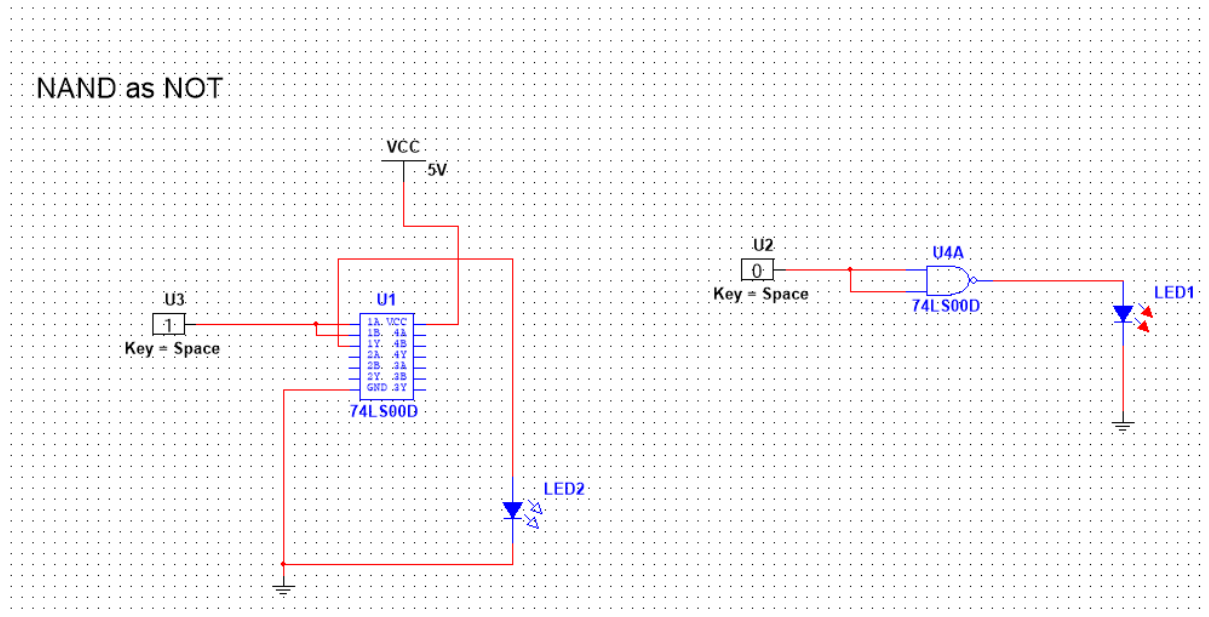 NAND as NOT
VCC
5V
U3
1
Key = Space
U1
1A VCC
1B 4A
1Y 4B
2A 4Y
2B 3A
2Y 3B
GND 3Y
74LS00D
LED2
U2
0
Key = Space
U4A
74LS00D
LED1